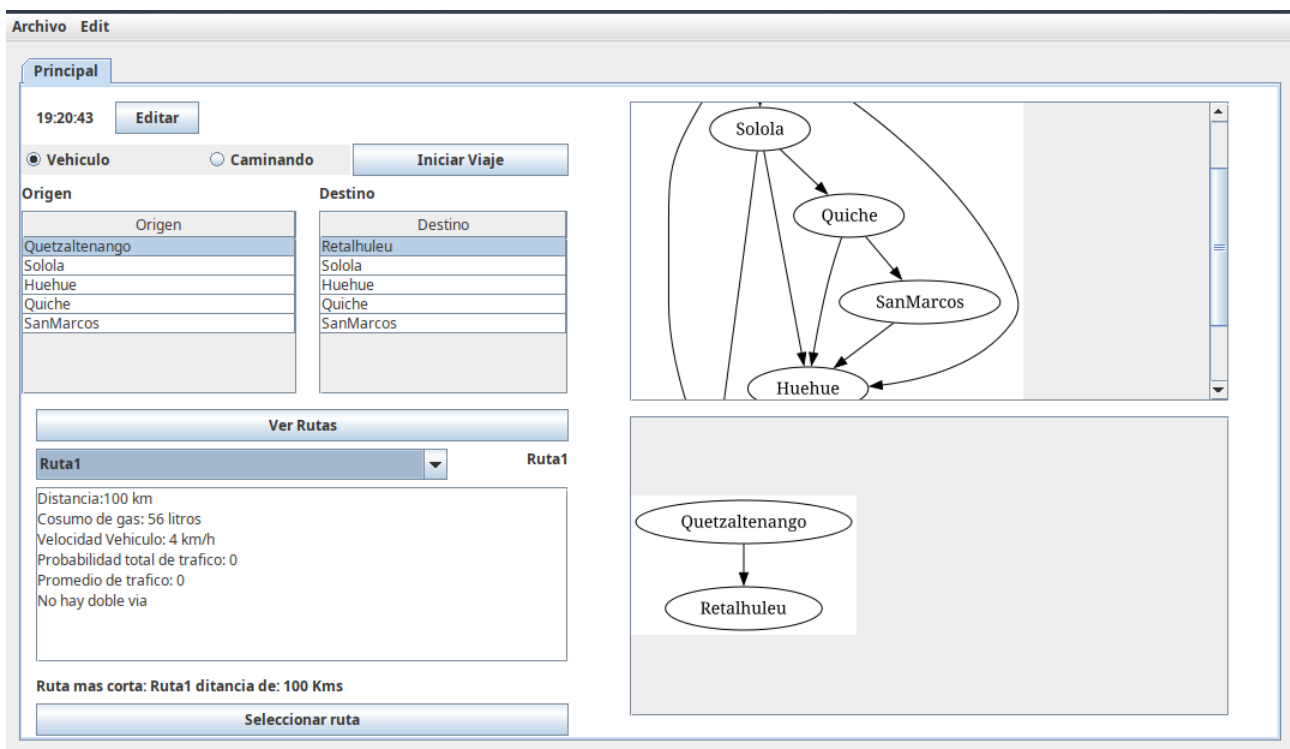 Archivo Edit
Principal
19:20:43 Editar
Vehiculo Caminando Iniciar Viaje
Origen Destino
Origen Destino
Quetzaltenango Retalhuleu
Solola Solola
Huehue Huehue
Quiche Quiche
SanMarcos SanMarcos
Ver Rutas
Ruta1 Ruta1
Distancia:100 km
Cosumo de gas: 56 litros
Velocidad Vehiculo: 4 km/h
Probabilidad total de trafico: 0
Promedio de trafico: 0
No hay doble via
Ruta mas corta: Ruta1 ditancia de: 100 Kms
Seleccionar ruta
Solola
Quiche
SanMarcos
Huehue
Quetzaltenango
Retalhuleu